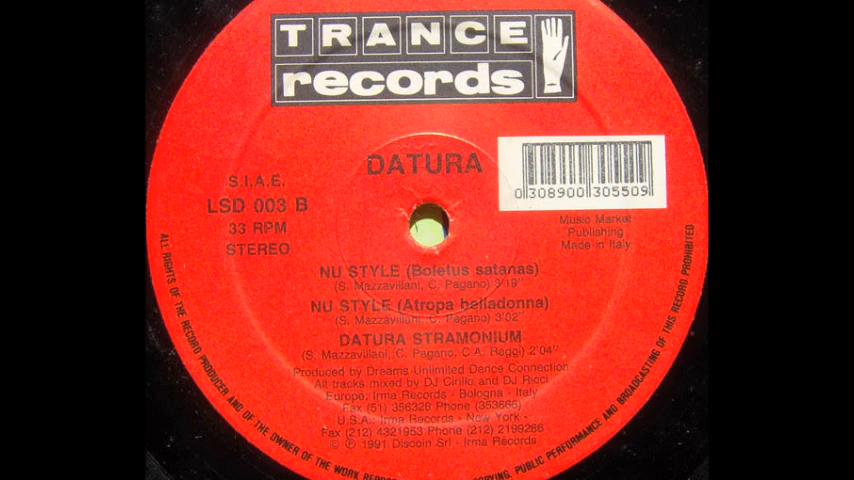 TRANCE
records
DATURA
0 308900 305509
S.I.A.E.
LSD 003 B
33 RPM
STEREO
Music Market
Publishing
Made in Italy
NU STYLE (Boletus satanas)
(S. Mazzavillani, C. Pagano) 3'19"
NU STYLE (Atropa belladonna)
(S. Mazzavillani, C. Pagano) 3'02"
DATURA STRAMONIUM
(S. Mazzavillani, C. Pagano, C.A. Raggi) 2'04"
Produced by Dreams Unlimited Dance Connection
All tracks mixed by DJ Cirillo and DJ Ricci
Europe, Irma Records - Bologna - Italy
Fax (51) 356329 Phone (353666)
U.S.A.: Irma Records - New York -
Fax (212) 4321953 Phone (212) 2199286
© ℗ 1991 Discoin Srl - Irma Records
ALL RIGHTS OF THE RECORD PRODUCER AND OF THE OWNER OF THE WORK PUBLIC PERFORMANCE AND BROADCASTING OF THIS RECORD PROHIBITED